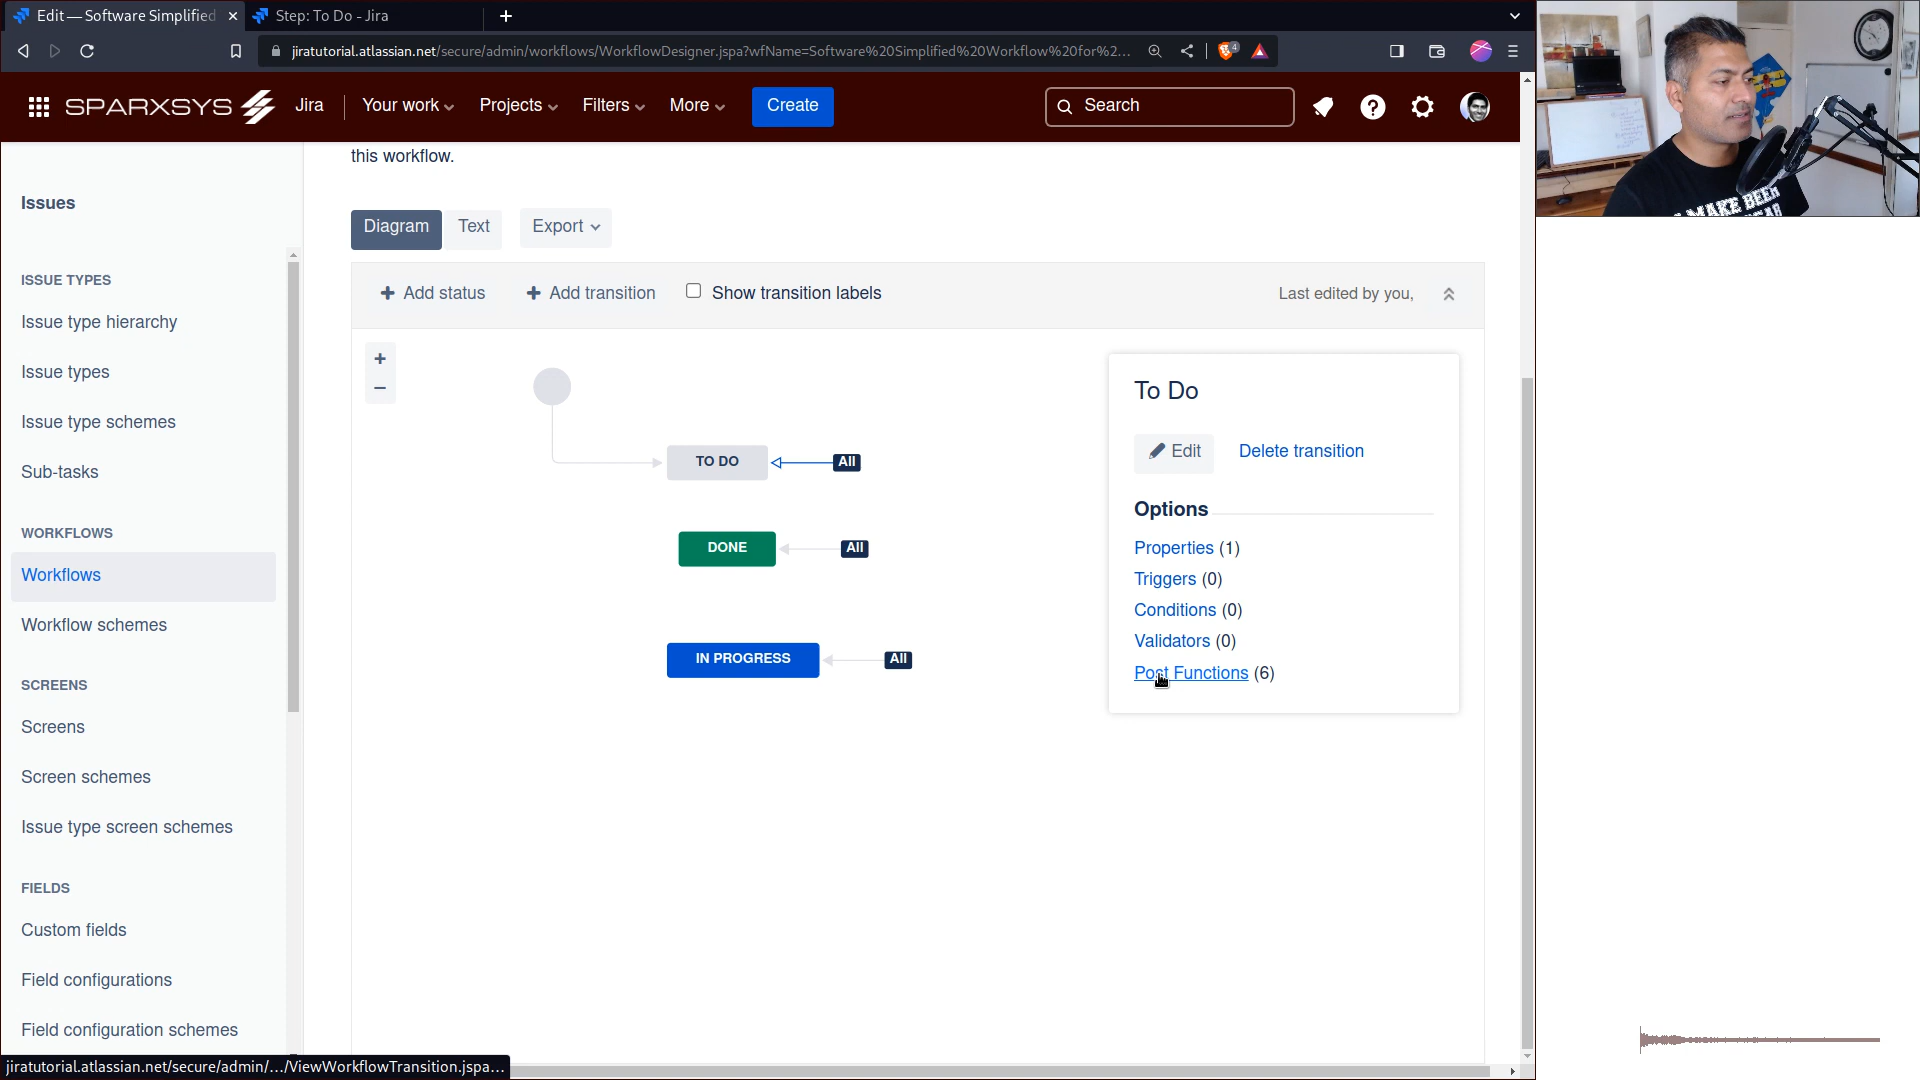 Edit — Software Simplified
Step: To Do - Jira
jiratutorial.atlassian.net/secure/admin/workflows/WorkflowDesigner.jspa?wfName=Software%20Simplified%20Workflow%20for%2...
4
SPARXSYS
Jira
Your work
Projects
Filters
More
Create
Search
this workflow.
Issues
Diagram
Text
Export
ISSUE TYPES
Issue type hierarchy
Issue types
Issue type schemes
Sub-tasks
WORKFLOWS
Workflows
Workflow schemes
SCREENS
Screens
Screen schemes
Issue type screen schemes
FIELDS
Custom fields
Field configurations
Field configuration schemes
Add status
Add transition
Show transition labels
Last edited by you,
TO DO
All
DONE
All
IN PROGRESS
All
To Do
Edit
Delete transition
Options
Properties (1)
Triggers (0)
Conditions (0)
Validators (0)
Post Functions (6)
jiratutorial.atlassian.net/secure/admin/.../ViewWorkflowTransition.jspa...
MAKE BEER